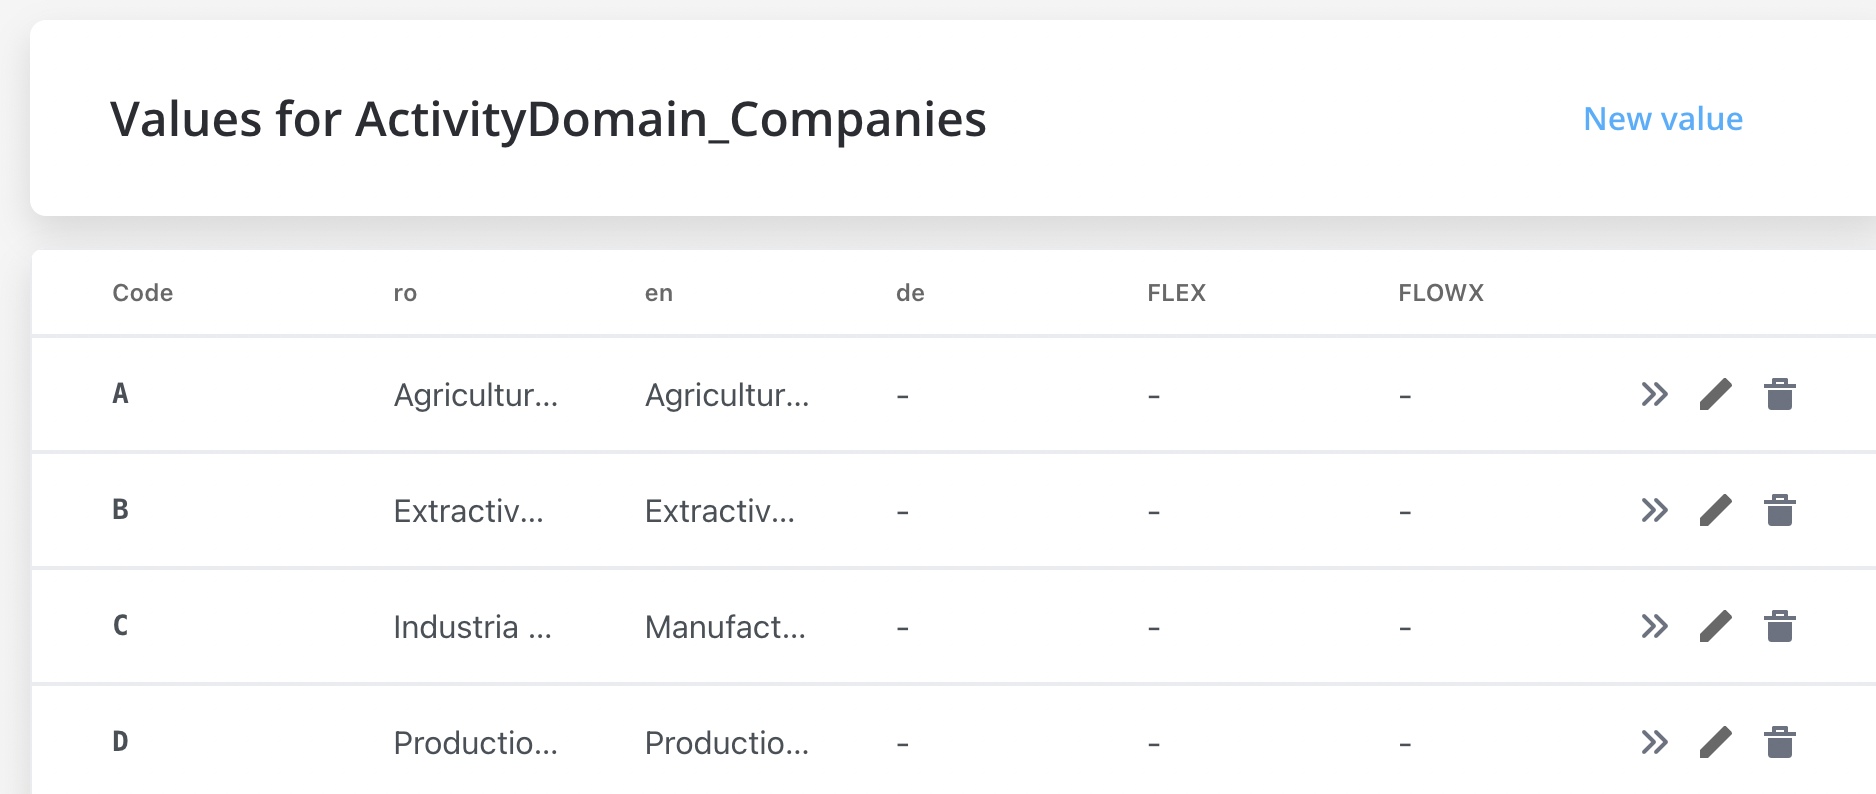 Values for ActivityDomain_Companies New value
Code ro en de FLEX FLOWX
A Agricultur... Agricultur... - - -
B Extractiv... Extractiv... - - -
C Industria ... Manufact... - - -
D Productio... Productio... - - -